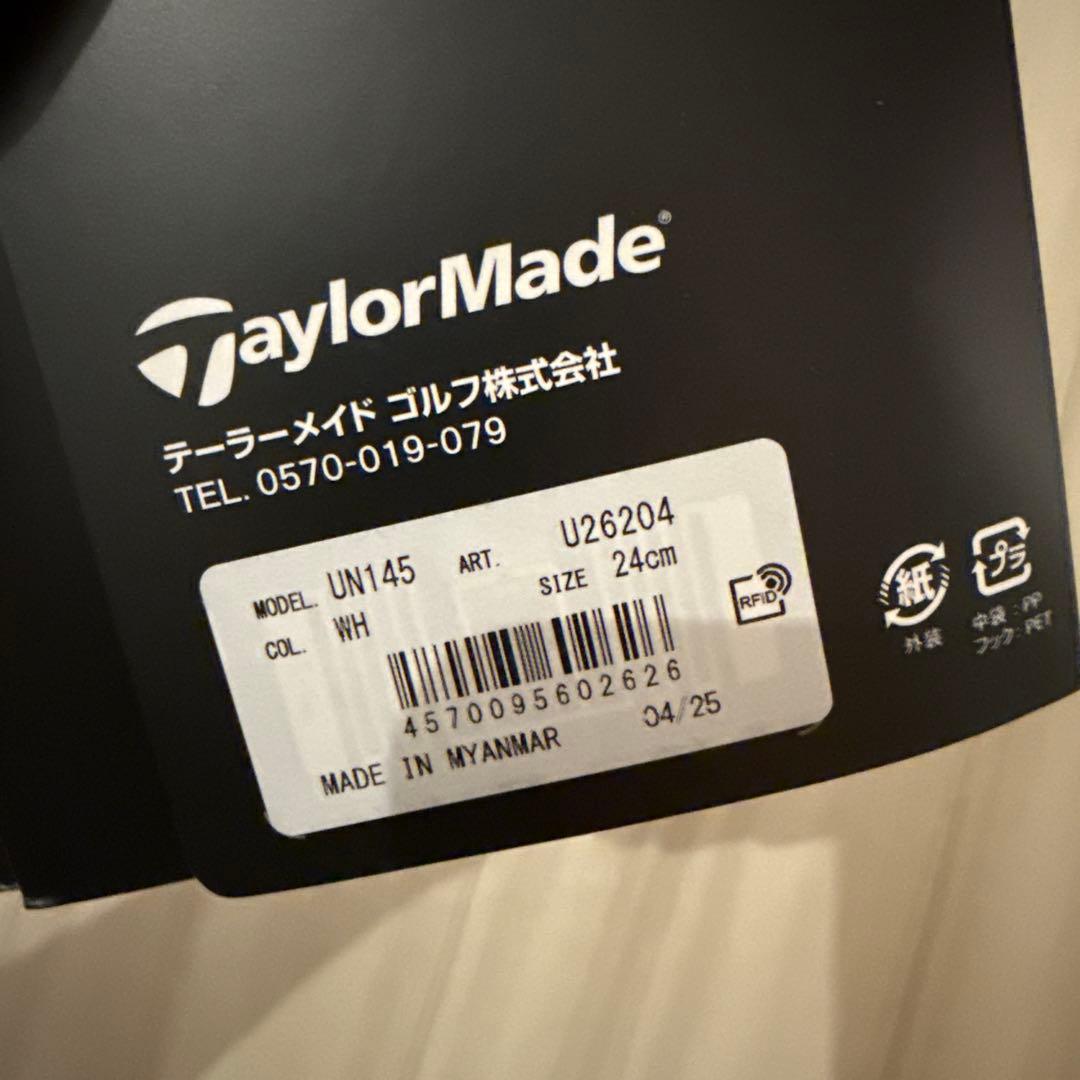 TaylorMade®
テーラーメイド ゴルフ株式会社
TEL. 0570-019-079
MODEL. UN145 ART. U26204
COL. WH SIZE 24cm
RFID
4570095602626
MADE IN MYANMAR 04/25
紙
外装
プラ
中袋:PP
フック:PET